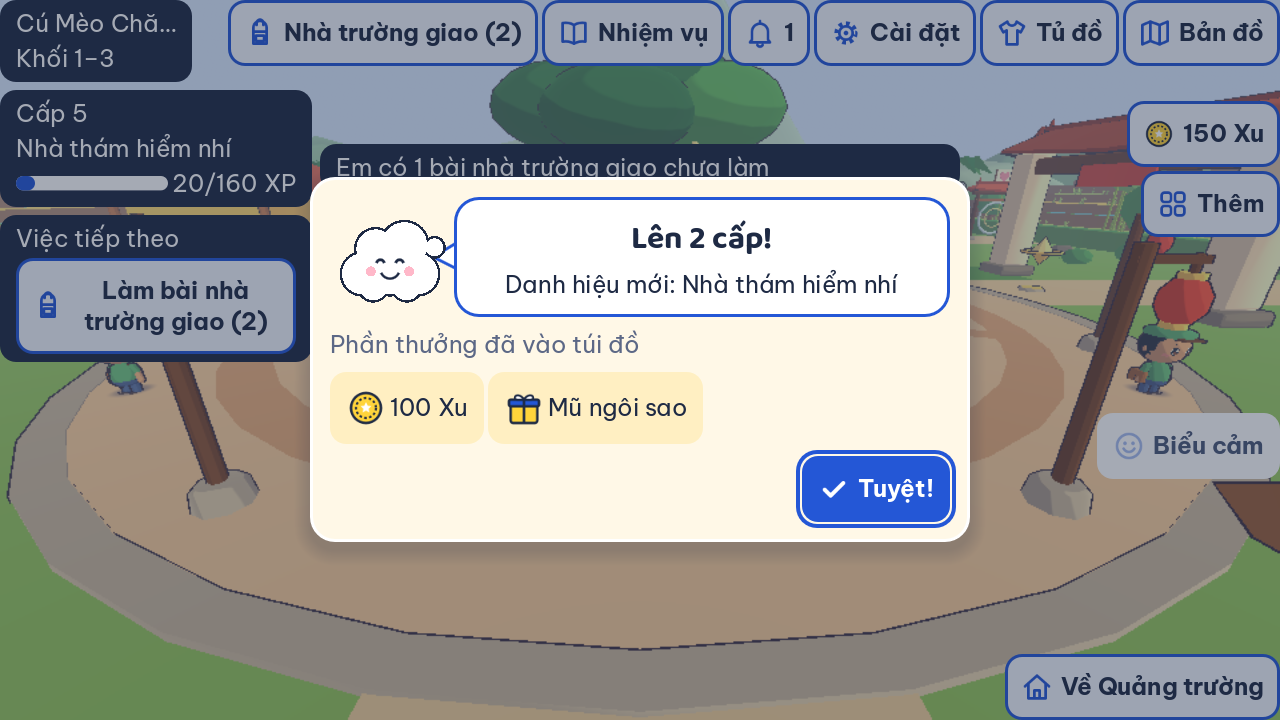 Cú Mèo Chă...
Khối 1–3
Nhà trường giao (2)
Nhiệm vụ
1
Cài đặt
Tủ đồ
Bản đồ
Cấp 5
Nhà thám hiểm nhí
20/160 XP
150 Xu
Thêm
Em có 1 bài nhà trường giao chưa làm
Việc tiếp theo
Làm bài nhà
trường giao (2)
Lên 2 cấp!
Danh hiệu mới: Nhà thám hiểm nhí
Phần thưởng đã vào túi đồ
100 Xu
Mũ ngôi sao
Tuyệt!
Biểu cảm
Về Quảng trường